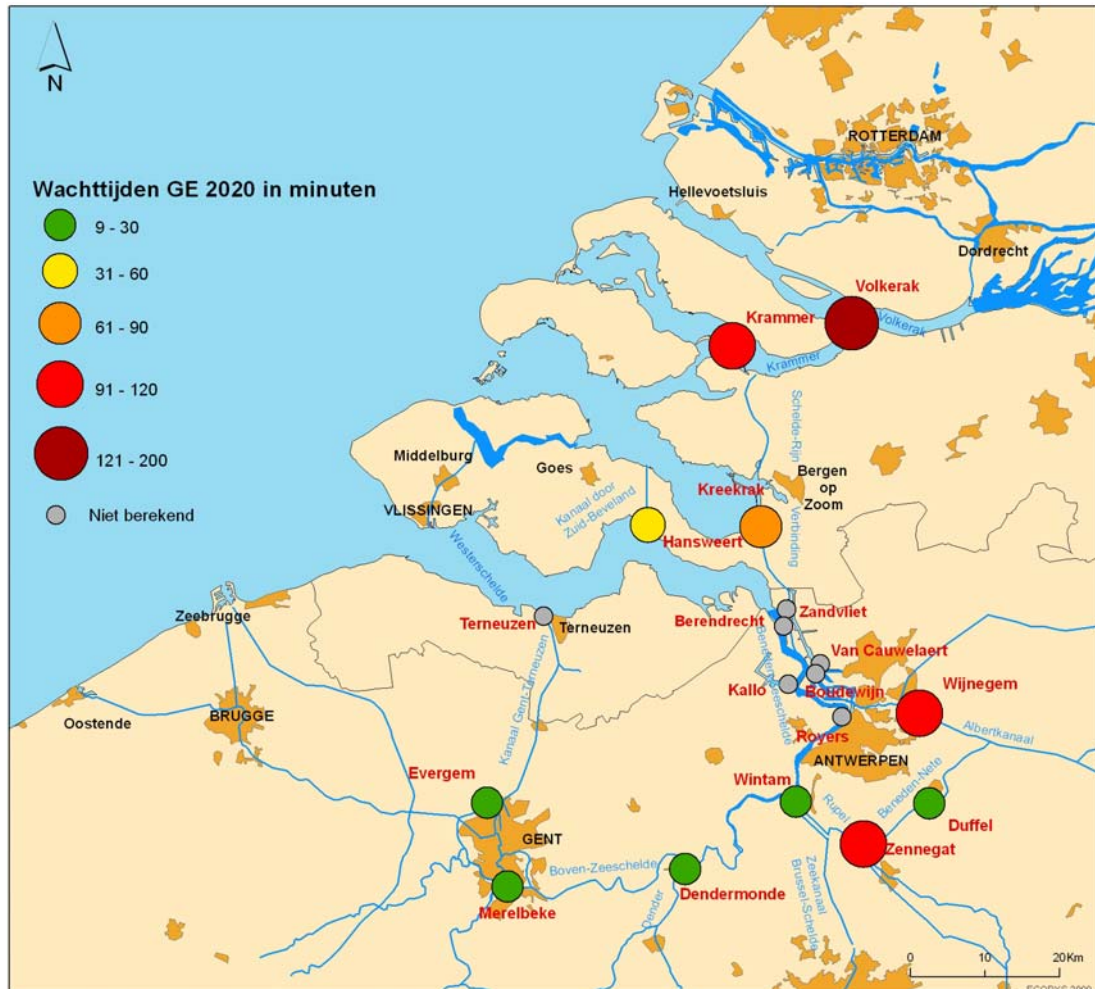 N
Wachttijden GE 2020 in minuten
9 - 30
31 - 60
61 - 90
91 - 120
121 - 200
Niet berekend
ROTTERDAM
Hellevoetsluis
Dordrecht
Volkerak
Krammer
Volkerak
Krammer
Schelde-Rijn
Middelburg
Goes
Kreekrak
Bergen
op
Zoom
VLISSINGEN
Kanaal door
Zuid-Beveland
Hansweert
Verbinding
Westerschelde
Zeebrugge
Terneuzen
Terneuzen
Zandvliet
Berendrecht
Beneden-Zeeschelde
Van Cauwelaert
Kallo
Boudewijn
Wijnegem
Oostende
BRUGGE
Kanaal Gent-Terneuzen
Royers
Albertkanaal
ANTWERPEN
Evergem
Wintam
Rupel
Beneden-Nete
Duffel
GENT
Zennegat
Boven-Zeeschelde
Dendermonde
Merelbeke
Dender
Zeekanaal
Brussel-Schelde
0 10 20Km